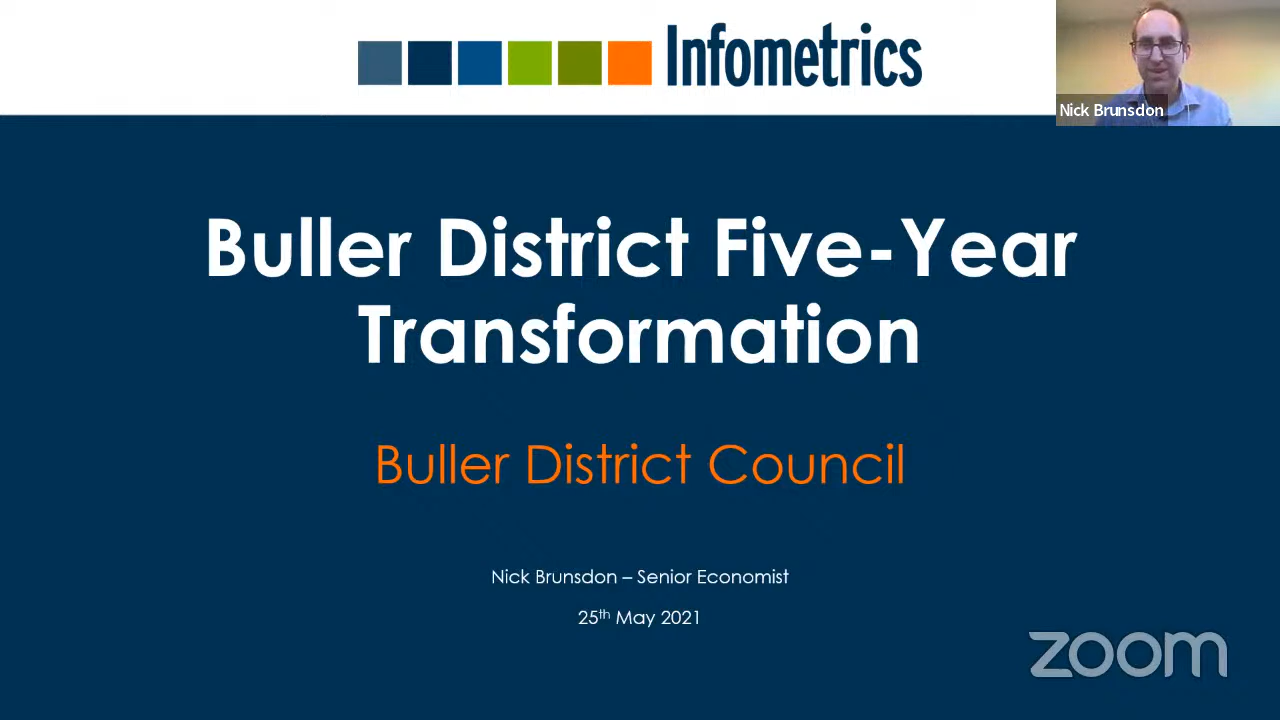 Infometrics
Nick Brunsdon
Buller District Five-Year
Transformation
Buller District Council
Nick Brunsdon – Senior Economist
25th May 2021
zoom